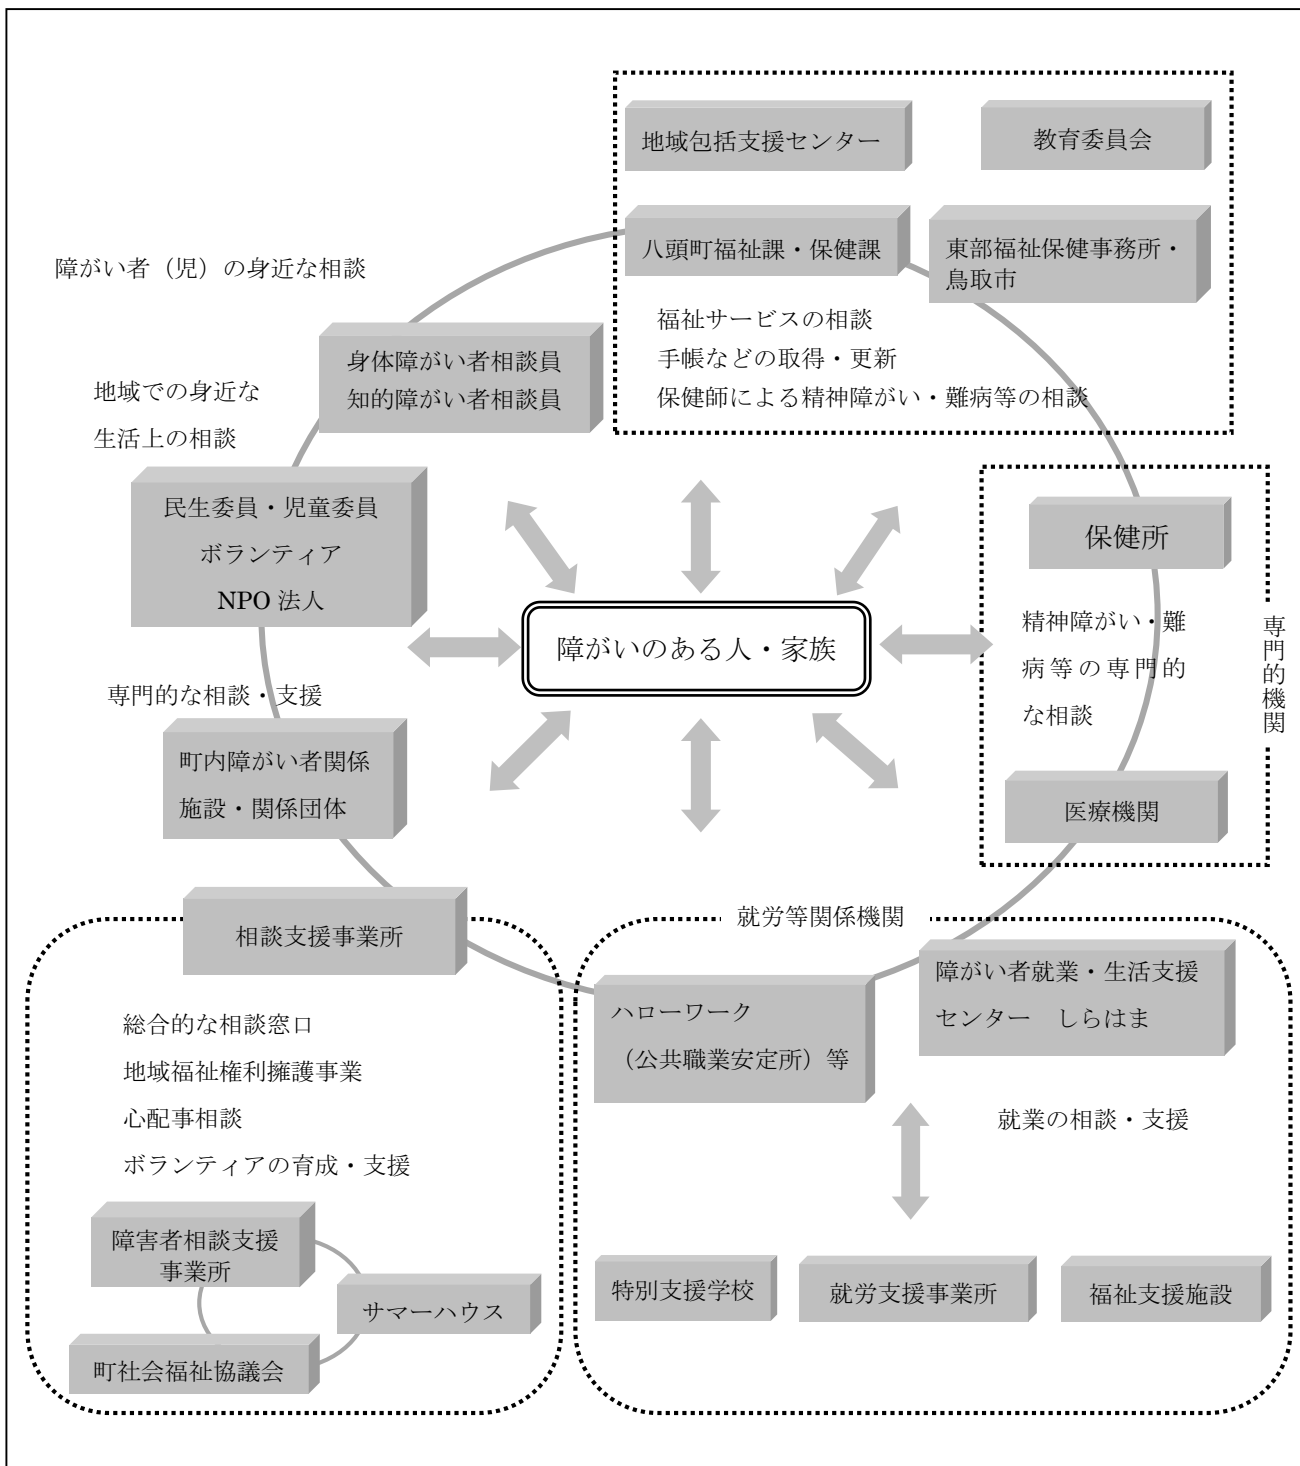 地域包括支援センター
教育委員会
八頭町福祉課・保健課
東部福祉保健事務所・
鳥取市
福祉サービスの相談
手帳などの取得・更新
保健師による精神障がい・難病等の相談
障がい者（児）の身近な相談
身体障がい者相談員
知的障がい者相談員
地域での身近な
生活上の相談
民生委員・児童委員
ボランティア
NPO 法人
保健所
精神障がい・難
病等の専門的
な相談
専門的機関
医療機関
障がいのある人・家族
専門的な相談・支援
町内障がい者関係
施設・関係団体
相談支援事業所
総合的な相談窓口
地域福祉権利擁護事業
心配事相談
ボランティアの育成・支援
障害者相談支援
事業所
サマーハウス
町社会福祉協議会
就労等関係機関
ハローワーク
（公共職業安定所）等
障がい者就業・生活支援
センター　しらはま
就業の相談・支援
特別支援学校
就労支援事業所
福祉支援施設